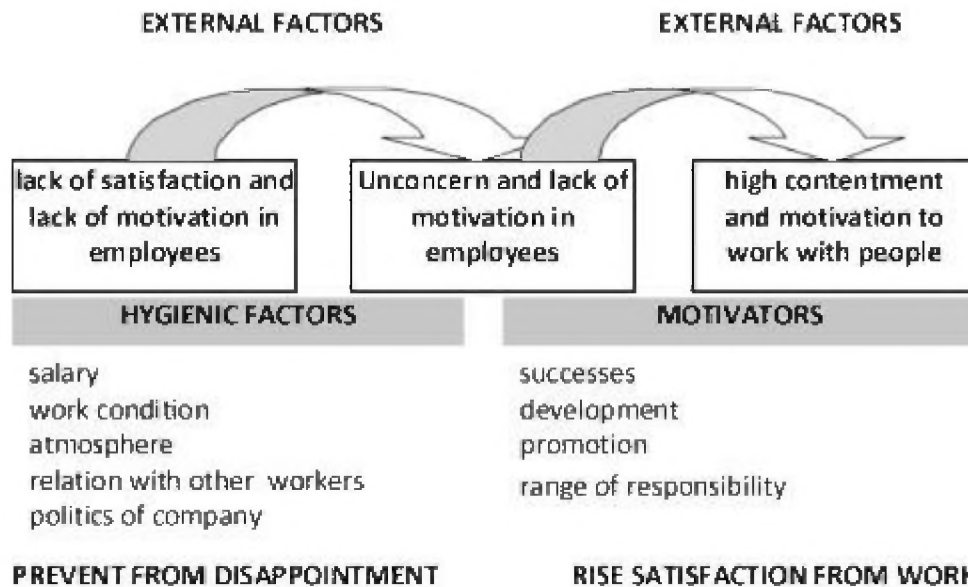 EXTERNAL FACTORS
EXTERNAL FACTORS
lack of satisfaction and
lack of motivation in
employees
Unconcern and lack of
motivation in
employees
high contentment
and motivation to
work with people
HYGIENIC FACTORS
MOTIVATORS
salary
work condition
atmosphere
relation with other workers
politics of company
successes
development
promotion
range of responsibility
PREVENT FROM DISAPPOINTMENT
RISE SATISFACTION FROM WORK